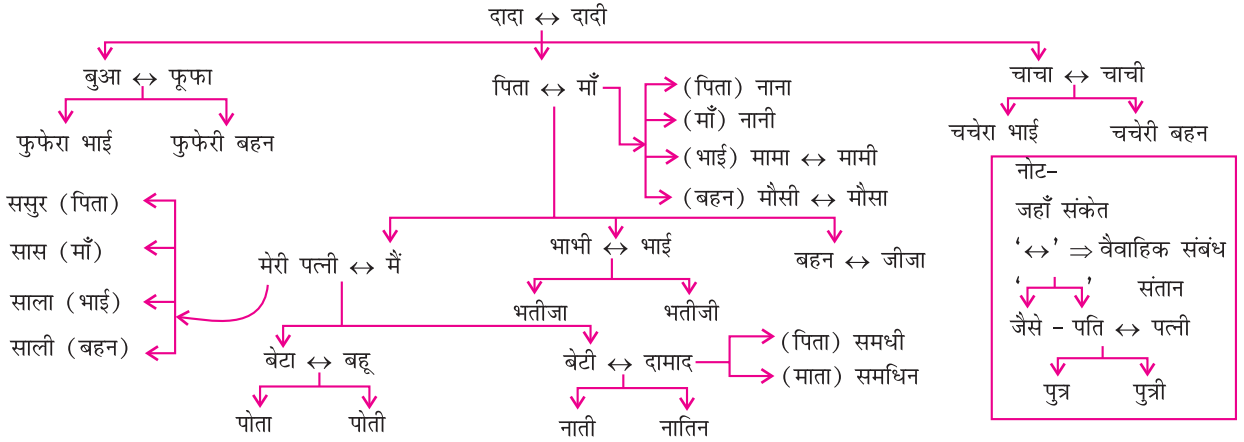 दादा ↔ दादी
बुआ ↔ फूफा
पिता ↔ माँ
चाचा ↔ चाची
(पिता) नाना
(माँ) नानी
(भाई) मामा ↔ मामी
(बहन) मौसी ↔ मौसा
फुफेरा भाई
फुफेरी बहन
चचेरा भाई
चचेरी बहन
ससुर (पिता)
सास (माँ)
साला (भाई)
साली (बहन)
मेरी पत्नी ↔ मैं
भाभी ↔ भाई
बहन ↔ जीजा
भतीजा
भतीजी
बेटा ↔ बहू
बेटी ↔ दामाद
(पिता) समधी
(माता) समधिन
पोता
पोती
नाती
नातिन
नोट-
जहाँ संकेत
‘↔’ ⇒ वैवाहिक संबंध
‘ ’ संतान
जैसे - पति ↔ पत्नी
पुत्र
पुत्री